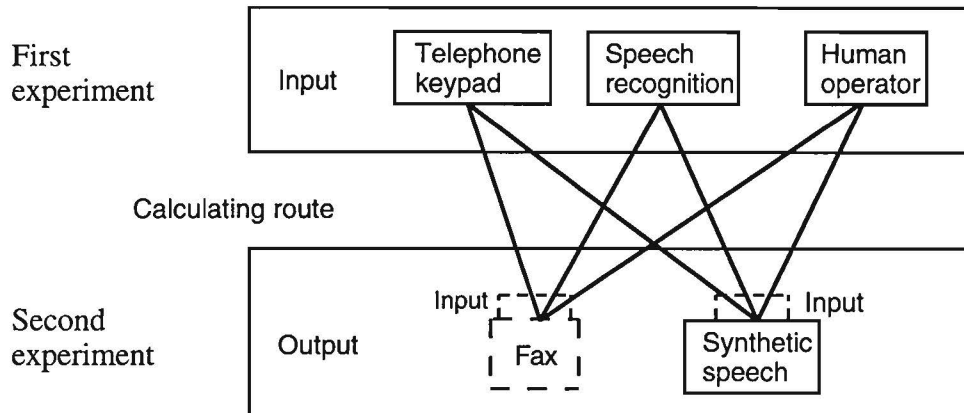 First
experiment
Input
Telephone
keypad
Speech
recognition
Human
operator
Calculating route
Second
experiment
Output
Input
Fax
Input
Synthetic
speech